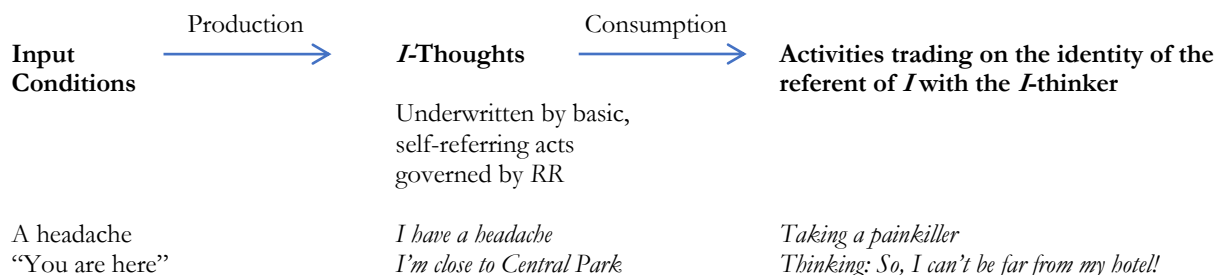 Production
Consumption
Input Conditions
I-Thoughts
Activities trading on the identity of the referent of I with the I-thinker
Underwritten by basic,
self-referring acts
governed by RR
A headache
I have a headache
Taking a painkiller
“You are here”
I’m close to Central Park
Thinking: So, I can’t be far from my hotel!